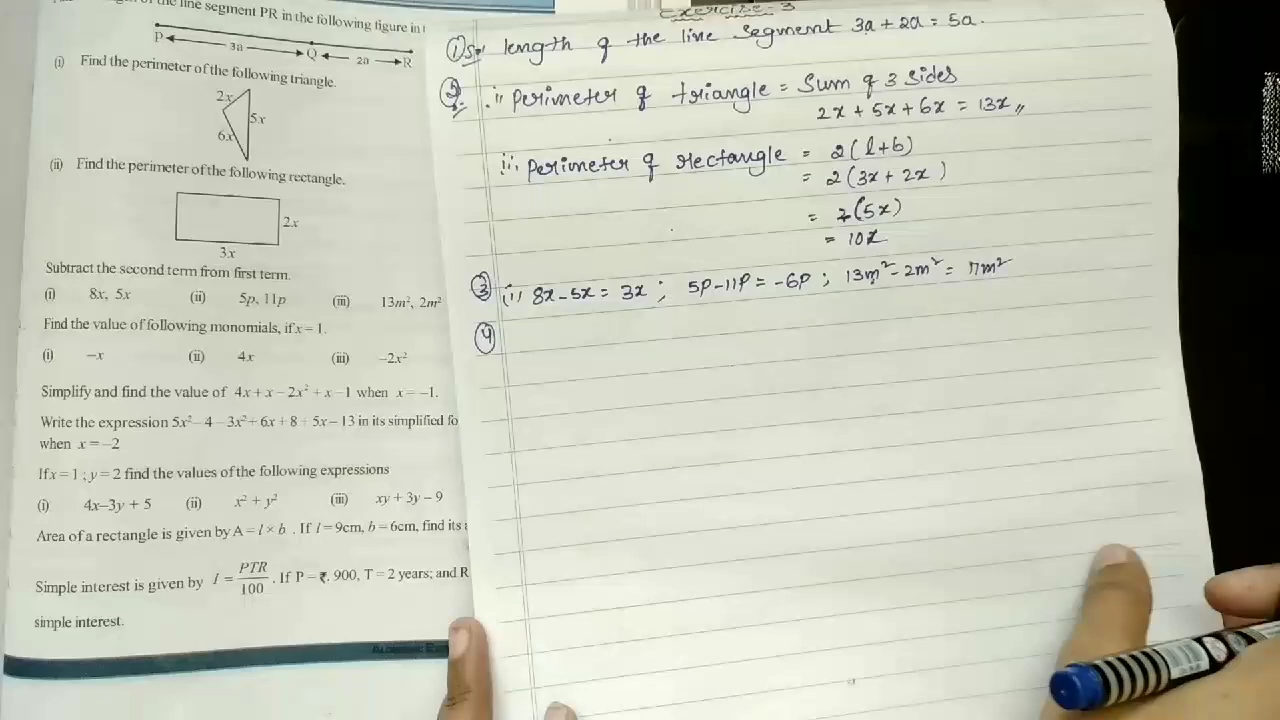 the line segment PR in the following figure in
P 3a Q 2a R
(i) Find the perimeter of the following triangle.
2x
5x
6x
(ii) Find the perimeter of the following rectangle.
2x
3x
Subtract the second term from first term.
(i) 8x, 5x (ii) 5p, 11p (iii) 13m², 2m²
Find the value of following monomials, if x = 1.
(i) –x (ii) 4x (iii) –2x²
Simplify and find the value of 4x + x – 2x² + x – 1 when x = –1.
Write the expression 5x² – 4 – 3x² + 6x + 8 + 5x – 13 in its simplified fo
when x = –2
If x = 1 ; y = 2 find the values of the following expressions
(i) 4x–3y + 5 (ii) x² + y² (iii) xy + 3y – 9
Area of a rectangle is given by A = l × b . If l = 9cm, b = 6cm, find its
Simple interest is given by I = PTR/100 . If P = ₹. 900, T = 2 years; and R
simple interest.
Exercise - 3
① Sol length of the line segment 3a + 2a = 5a.
② i, Perimeter of triangle = Sum of 3 sides
2x + 5x + 6x = 13x
ii, Perimeter of rectangle = 2(l+b)
= 2(3x + 2x)
= 2(5x)
= 10x
③ (i) 8x – 5x = 3x ; 5p – 11p = –6p ; 13m² – 2m² = 11m²
④